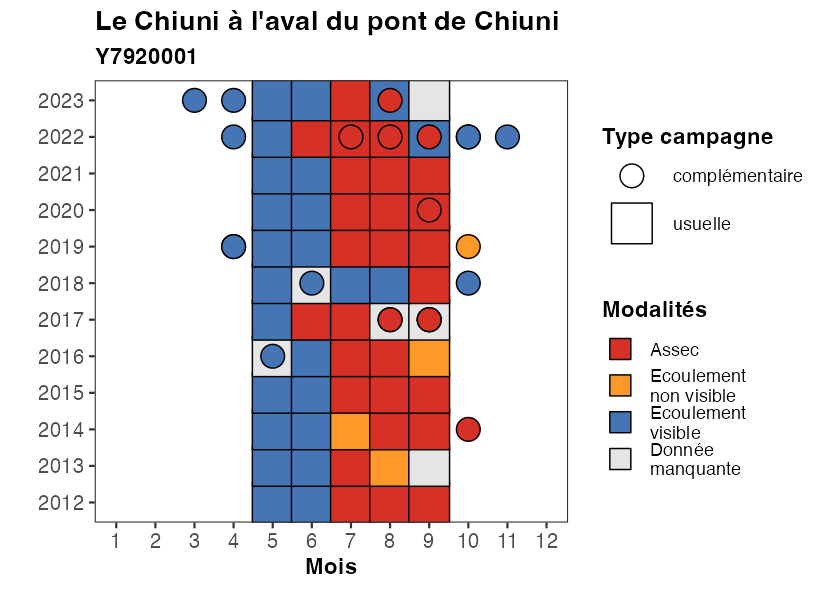 Le Chiuni à l'aval du pont de Chiuni
Y7920001
2023
2022
2021
2020
2019
2018
2017
2016
2015
2014
2013
2012
1 2 3 4 5 6 7 8 9 10 11 12
Mois
Type campagne
complémentaire
usuelle
Modalités
Assec
Ecoulement
non visible
Ecoulement
visible
Donnée
manquante